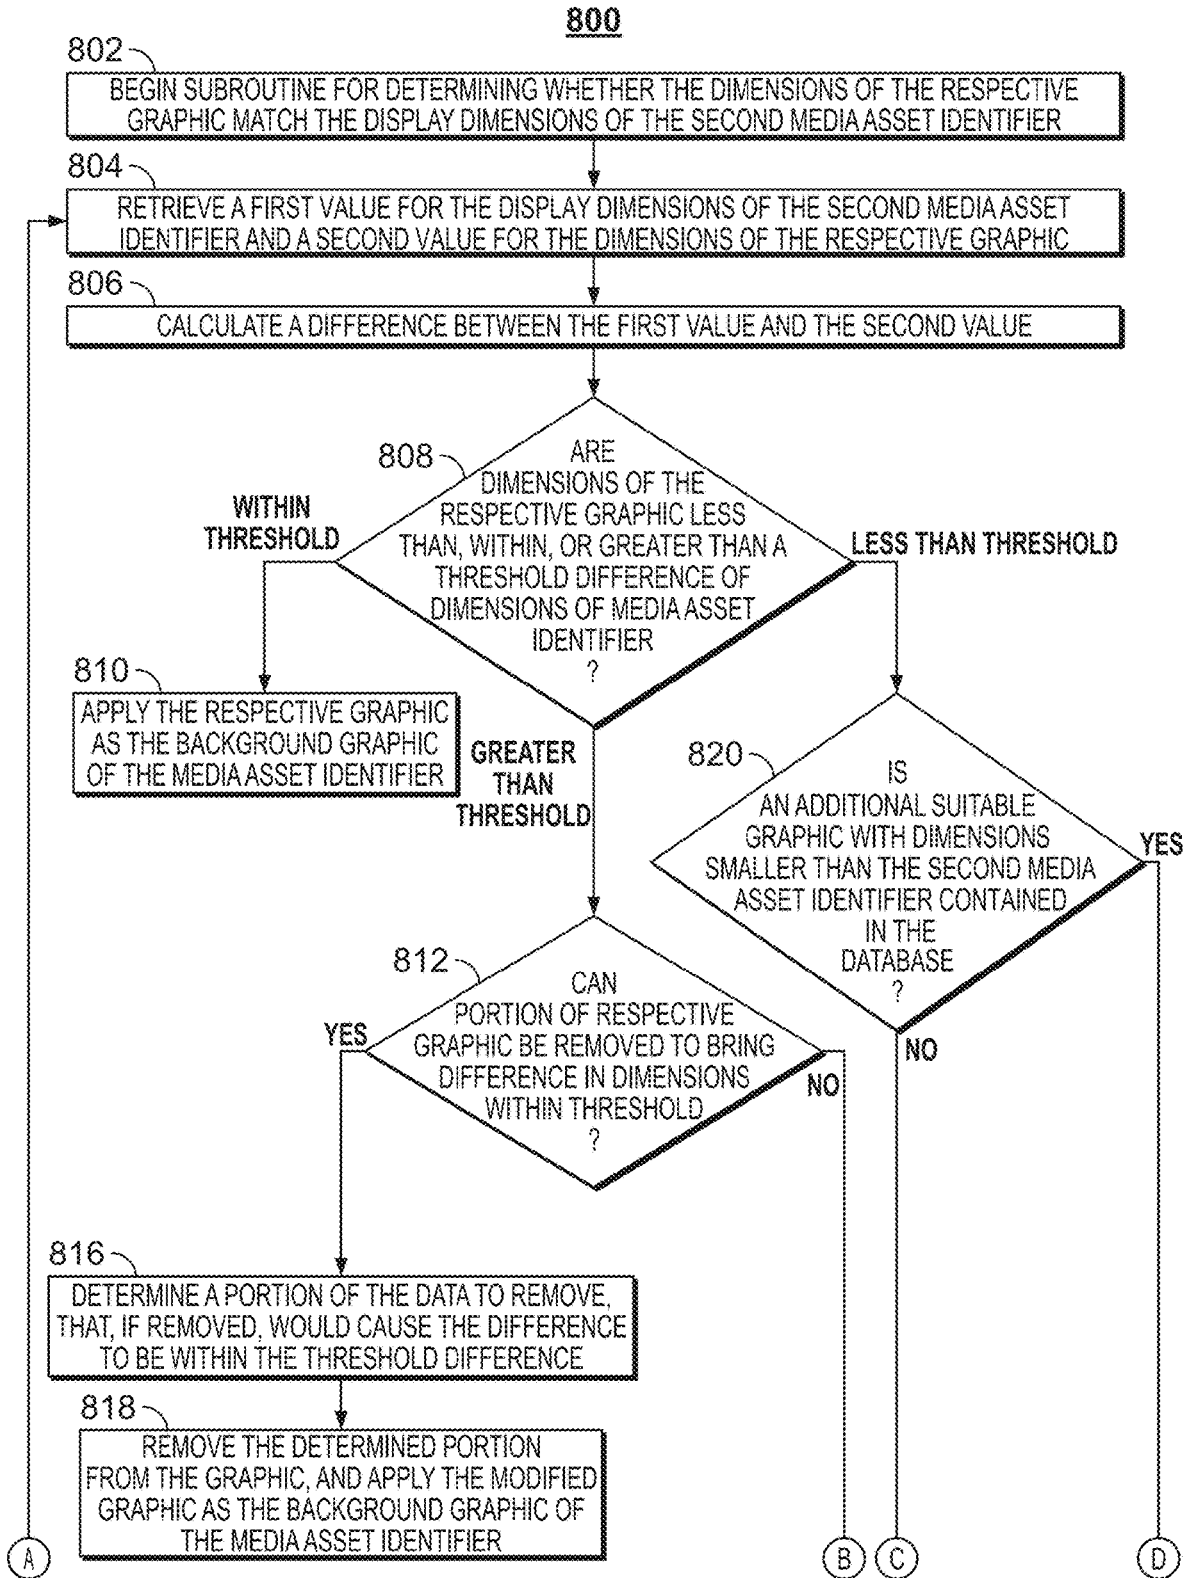 800
802
BEGIN SUBROUTINE FOR DETERMINING WHETHER THE DIMENSIONS OF THE RESPECTIVE
GRAPHIC MATCH THE DISPLAY DIMENSIONS OF THE SECOND MEDIA ASSET IDENTIFIER
804
RETRIEVE A FIRST VALUE FOR THE DISPLAY DIMENSIONS OF THE SECOND MEDIA ASSET
IDENTIFIER AND A SECOND VALUE FOR THE DIMENSIONS OF THE RESPECTIVE GRAPHIC
806
CALCULATE A DIFFERENCE BETWEEN THE FIRST VALUE AND THE SECOND VALUE
808
ARE
DIMENSIONS OF THE
RESPECTIVE GRAPHIC LESS
THAN, WITHIN, OR GREATER THAN A
THRESHOLD DIFFERENCE OF
DIMENSIONS OF MEDIA ASSET
IDENTIFIER
?
WITHIN
THRESHOLD
LESS THAN THRESHOLD
810
APPLY THE RESPECTIVE GRAPHIC
AS THE BACKGROUND GRAPHIC
OF THE MEDIA ASSET IDENTIFIER
GREATER
THAN
THRESHOLD
820
IS
AN ADDITIONAL SUITABLE
GRAPHIC WITH DIMENSIONS
SMALLER THAN THE SECOND MEDIA
ASSET IDENTIFIER CONTAINED
IN THE
DATABASE
?
YES
NO
812
CAN
PORTION OF RESPECTIVE
GRAPHIC BE REMOVED TO BRING
DIFFERENCE IN DIMENSIONS
WITHIN THRESHOLD
?
YES
NO
816
DETERMINE A PORTION OF THE DATA TO REMOVE,
THAT, IF REMOVED, WOULD CAUSE THE DIFFERENCE
TO BE WITHIN THE THRESHOLD DIFFERENCE
818
REMOVE THE DETERMINED PORTION
FROM THE GRAPHIC, AND APPLY THE MODIFIED
GRAPHIC AS THE BACKGROUND GRAPHIC OF
THE MEDIA ASSET IDENTIFIER
A
B
C
D